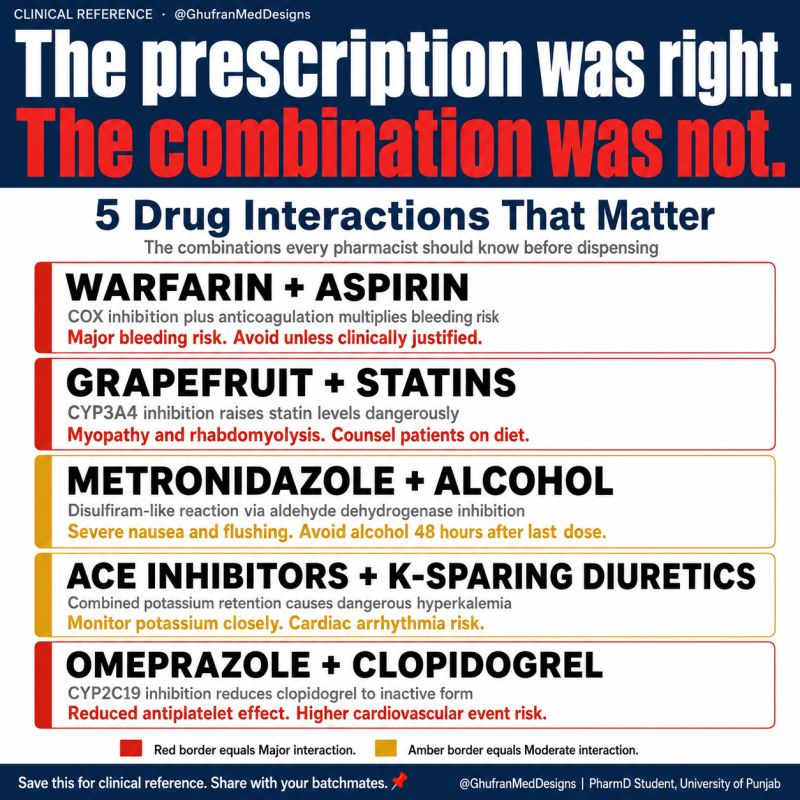 CLINICAL REFERENCE · @GhufranMedDesigns
The prescription was right.
The combination was not.
5 Drug Interactions That Matter
The combinations every pharmacist should know before dispensing
WARFARIN + ASPIRIN
COX inhibition plus anticoagulation multiplies bleeding risk
Major bleeding risk. Avoid unless clinically justified.
GRAPEFRUIT + STATINS
CYP3A4 inhibition raises statin levels dangerously
Myopathy and rhabdomyolysis. Counsel patients on diet.
METRONIDAZOLE + ALCOHOL
Disulfiram-like reaction via aldehyde dehydrogenase inhibition
Severe nausea and flushing. Avoid alcohol 48 hours after last dose.
ACE INHIBITORS + K-SPARING DIURETICS
Combined potassium retention causes dangerous hyperkalemia
Monitor potassium closely. Cardiac arrhythmia risk.
OMEPRAZOLE + CLOPIDOGREL
CYP2C19 inhibition reduces clopidogrel to inactive form
Reduced antiplatelet effect. Higher cardiovascular event risk.
Red border equals Major interaction. Amber border equals Moderate interaction.
Save this for clinical reference. Share with your batchmates. 📌 @GhufranMedDesigns | PharmD Student, University of Punjab